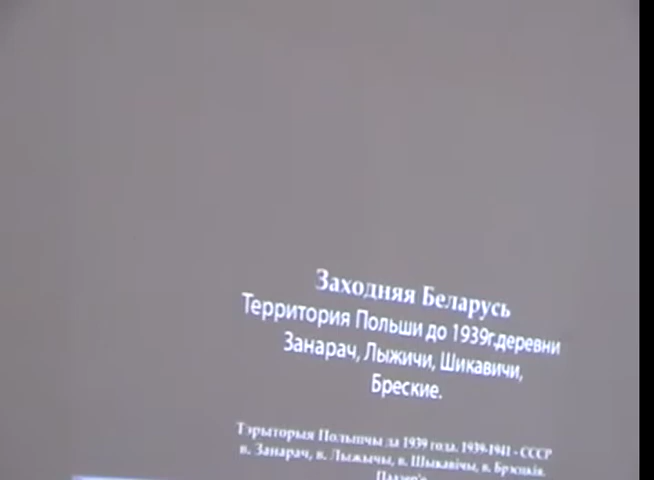 Заходняя Беларусь
Территория Польши до 1939г.деревни
Занарач, Лыжичи, Шикавичи,
Бреские.
Тэрыторыя Польшчы да 1939 года. 1939-1941 - СССР
в. Занарач, в. Лыжычы, в. Шыкавічы, в.